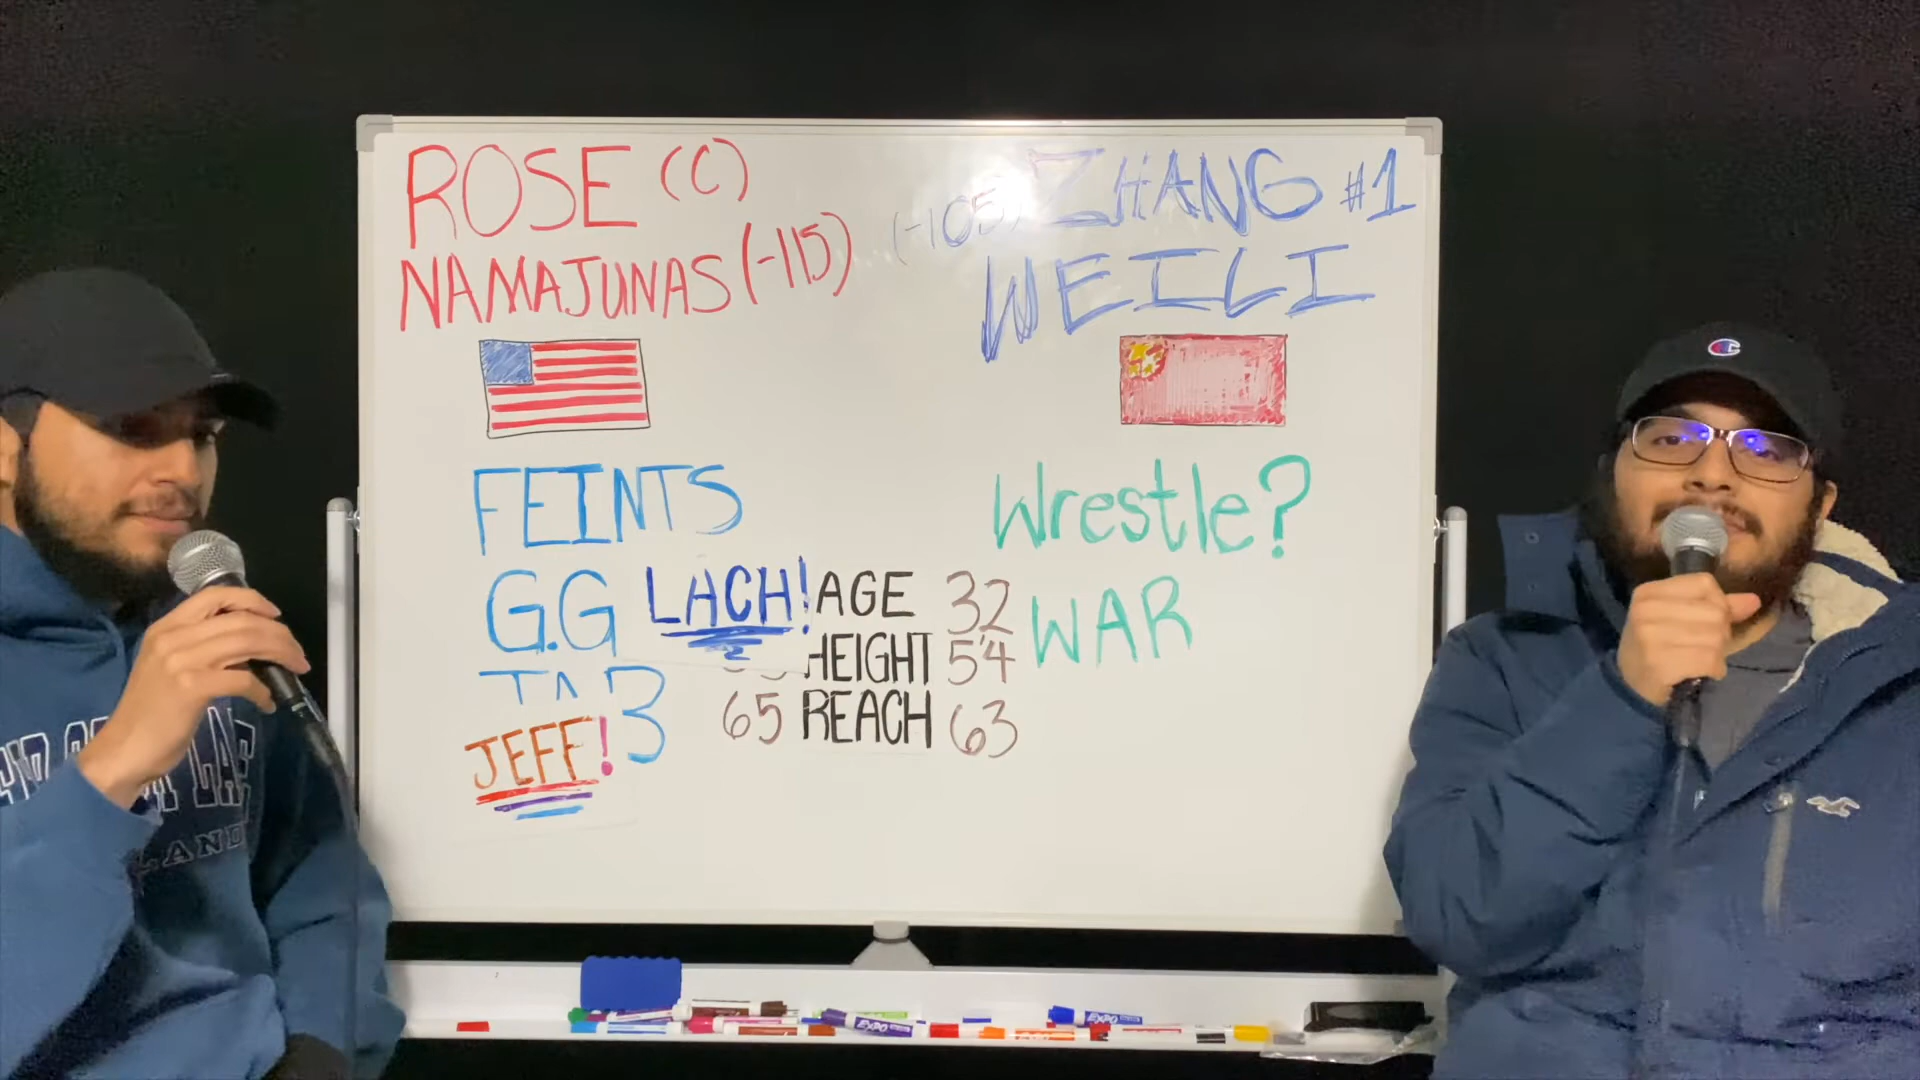 ROSE (C)
NAMAJUNAS (-115)
(-105) ZHANG #1
WEILI
FEINTS
G.G
LACH!
JEFF!
3
Wrestle?
WAR
AGE 32
HEIGHT 5'4
65 REACH 63
EXPO